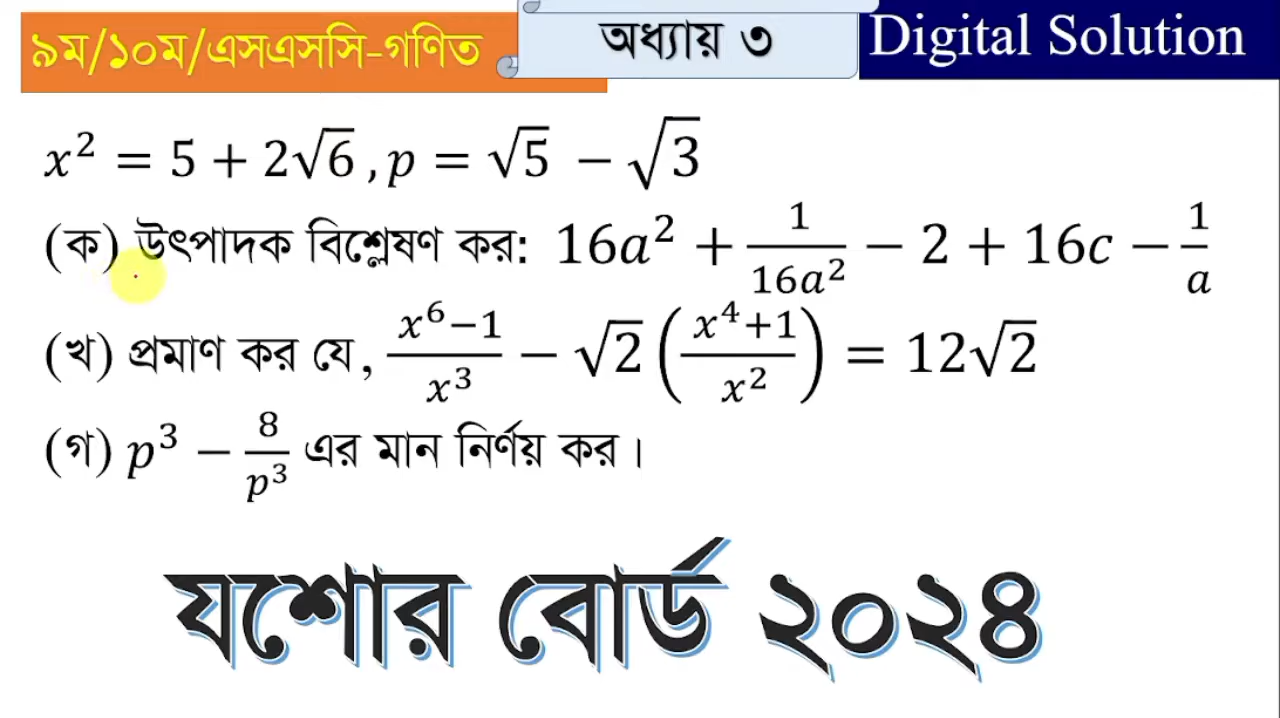 ৯ম/১০ম/এসএসসি-গণিত
অধ্যায় ৩
Digital Solution
x² = 5 + 2√6 , p = √5 − √3
(ক) উৎপাদক বিশ্লেষণ কর: 16a² + 1/(16a²) − 2 + 16c − 1/a
(খ) প্রমাণ কর যে, (x⁶−1)/x³ − √2 ((x⁴+1)/x²) = 12√2
(গ) p³ − 8/p³ এর মান নির্ণয় কর।
যশোর বোর্ড ২০২৪